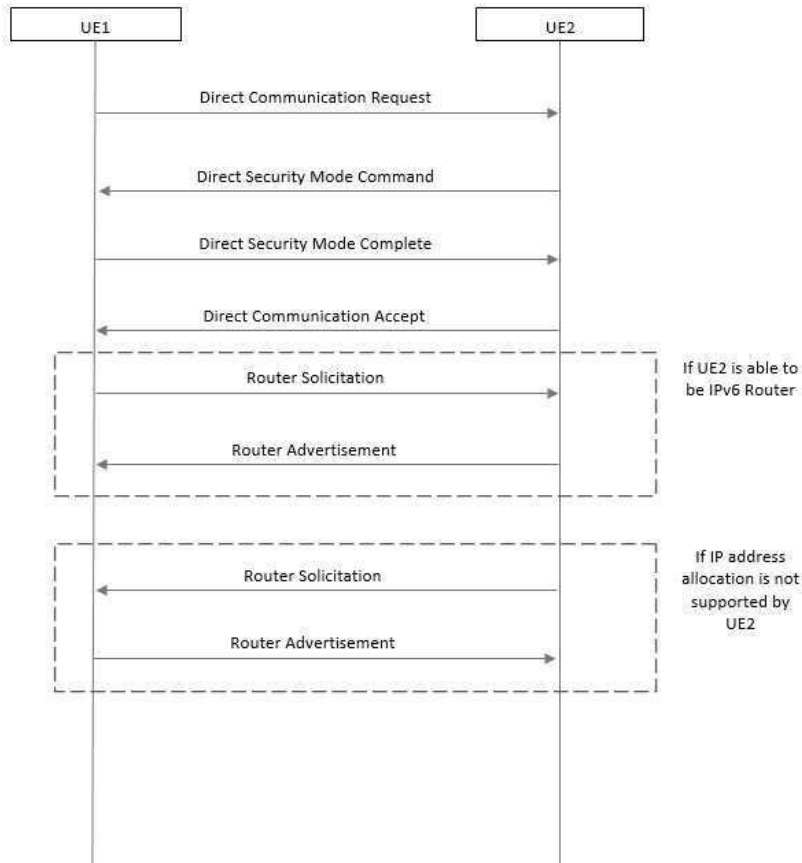 UE1
UE2
Direct Communication Request
Direct Security Mode Command
Direct Security Mode Complete
Direct Communication Accept
Router Solicitation
If UE2 is able to
be IPv6 Router
Router Advertisement
If IP address
allocation is not
supported by
UE2
Router Solicitation
Router Advertisement